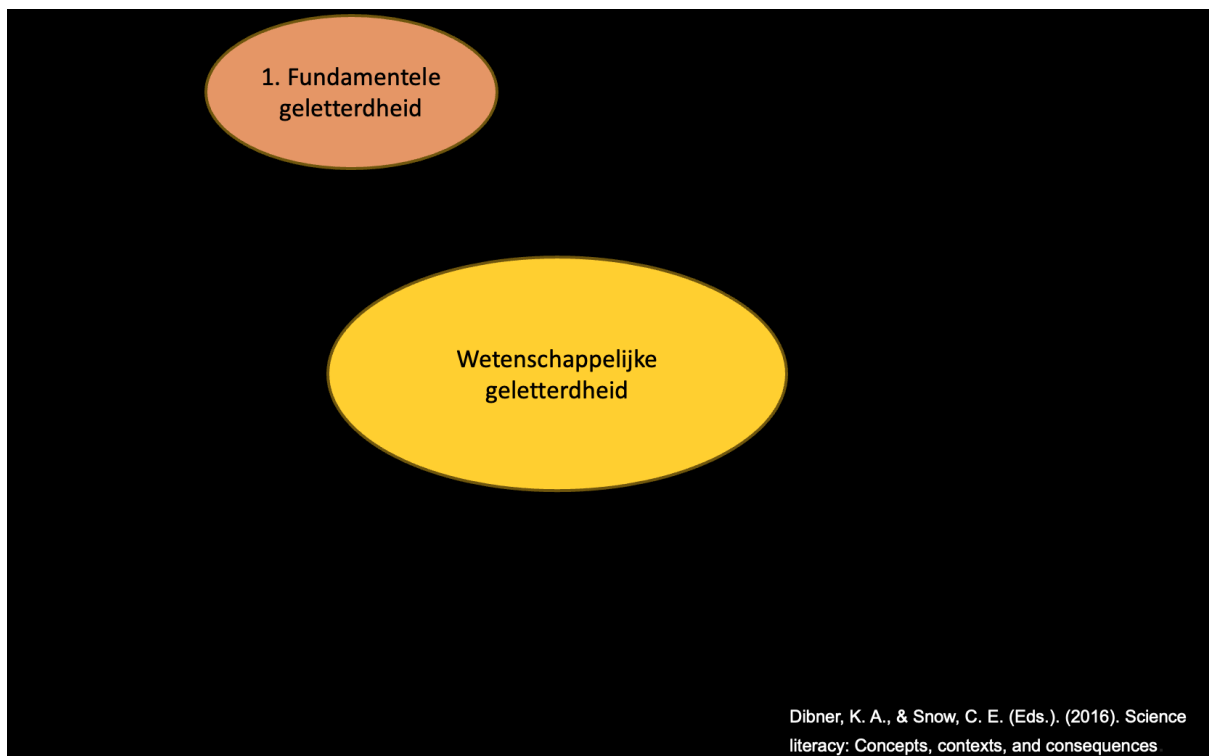 1. Fundamentele
geletterdheid
Wetenschappelijke
geletterdheid
Dibner, K. A., & Snow, C. E. (Eds.). (2016). Science
literacy: Concepts, contexts, and consequences